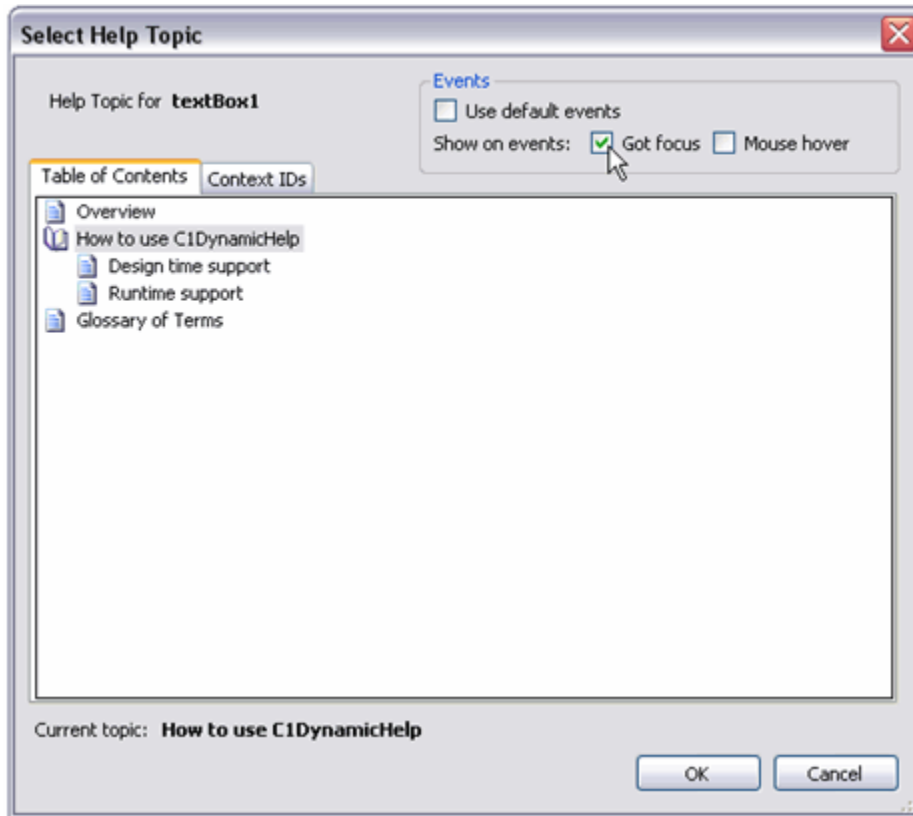 Select Help Topic
Help Topic for textBox1
Events
Use default events
Show on events: Got focus Mouse hover
Table of Contents Context IDs
Overview
How to use C1DynamicHelp
Design time support
Runtime support
Glossary of Terms
Current topic: How to use C1DynamicHelp
OK Cancel